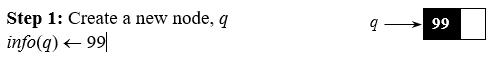 Step 1: Create a new node, q
info(q) ← 99
q
99